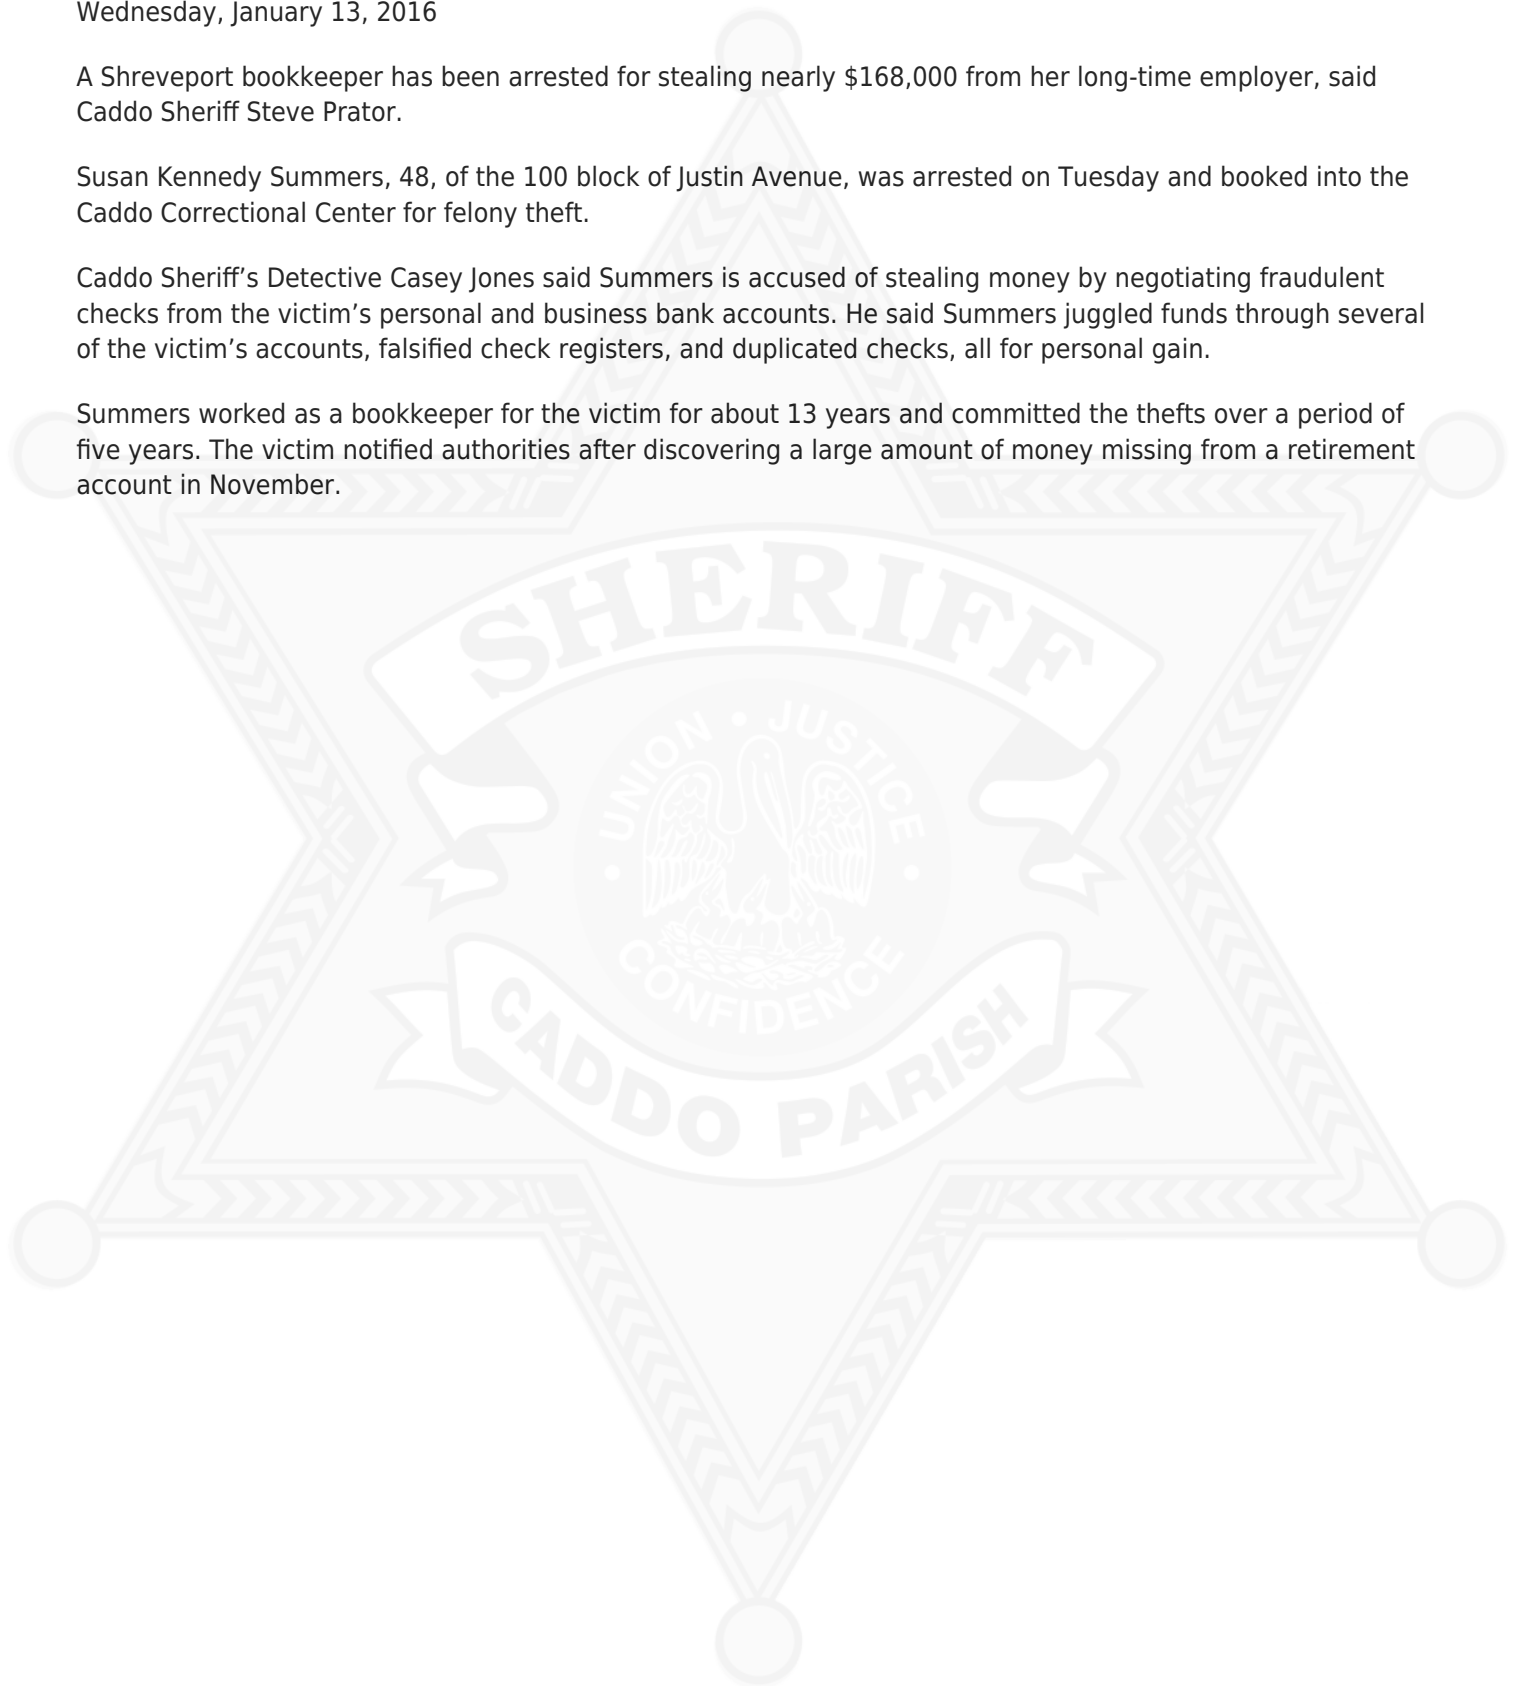 Wednesday, January 13, 2016
A Shreveport bookkeeper has been arrested for stealing nearly $168,000 from her long-time employer, said
Caddo Sheriff Steve Prator.
Susan Kennedy Summers, 48, of the 100 block of Justin Avenue, was arrested on Tuesday and booked into the
Caddo Correctional Center for felony theft.
Caddo Sheriff’s Detective Casey Jones said Summers is accused of stealing money by negotiating fraudulent
checks from the victim’s personal and business bank accounts. He said Summers juggled funds through several
of the victim’s accounts, falsified check registers, and duplicated checks, all for personal gain.
Summers worked as a bookkeeper for the victim for about 13 years and committed the thefts over a period of
five years. The victim notified authorities after discovering a large amount of money missing from a retirement
account in November.
SHERIFF
UNION • JUSTICE
• CONFIDENCE •
CADDO PARISH